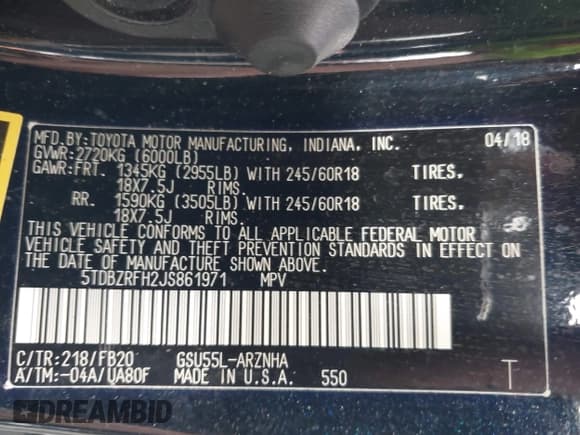 MFD.BY:TOYOTA MOTOR MANUFACTURING, INDIANA, INC. 04/18
GVWR:2720KG (6000LB)
GAWR:FRT. 1345KG (2955LB) WITH 245/60R18 TIRES.
18X7.5J RIMS.
RR. 1590KG (3505LB) WITH 245/60R18 TIRES.
18X7.5J RIMS.
THIS VEHICLE CONFORMS TO ALL APPLICABLE FEDERAL MOTOR
VEHICLE SAFETY AND THEFT PREVENTION STANDARDS IN EFFECT ON
THE DATE OF MANUFACTURE SHOWN ABOVE.
5TDBZRFH2JS861971 MPV
C/TR:218/FB20 GSU55L-ARZNHA
A/TM:-04A/UA80F MADE IN U.S.A. 550 T
DREAMBID